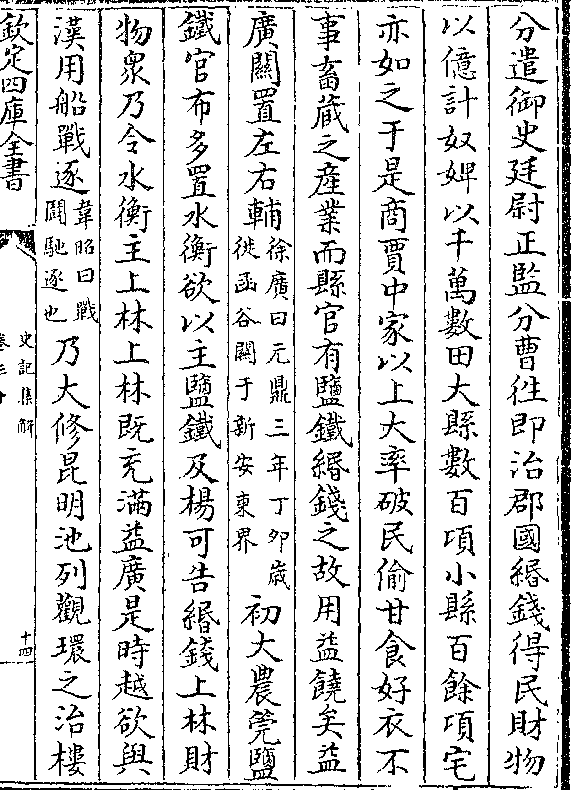 分遣御史廷尉正監分曹徃即治郡國緡錢得民財物
以億計奴婢以千萬數田大縣數百項小縣百餘項宅
亦如之于是商賈中家以上大率破民偷甘食好衣不
事畜蔵之産業而縣官有鹽鐵緡錢之故用益饒矣益
廣關置左右輔徐廣曰元鼎三年丁夘歳徙函谷關于新安東界初大農筦鹽
鐵官布多置水衡欲以主鹽鐵及楊可告緡錢上林財
物衆乃令水衡主上林上林既充滿益廣是時越欲與
漢用船戰逐韋昭曰戰鬭馳逐也乃大修昆明池列觀環之治樓
欽定四庫全書
史記集解
卷三十
十四